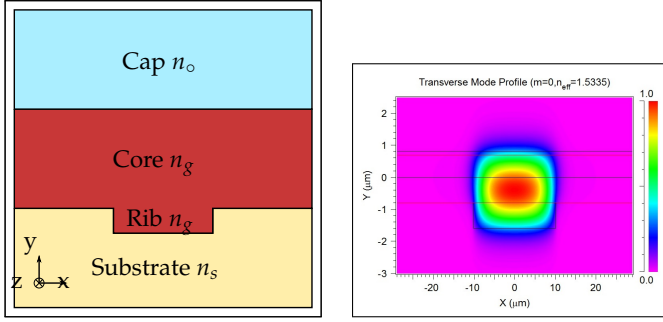 Cap n∘
Core n_g
Rib n_g
Substrate n_s
y
z
x
Transverse Mode Profile (m=0,n_eff=1.5335)
1.0
0.0
2
1
0
-1
-2
-3
Y (μm)
-20
-10
0
10
20
X (μm)